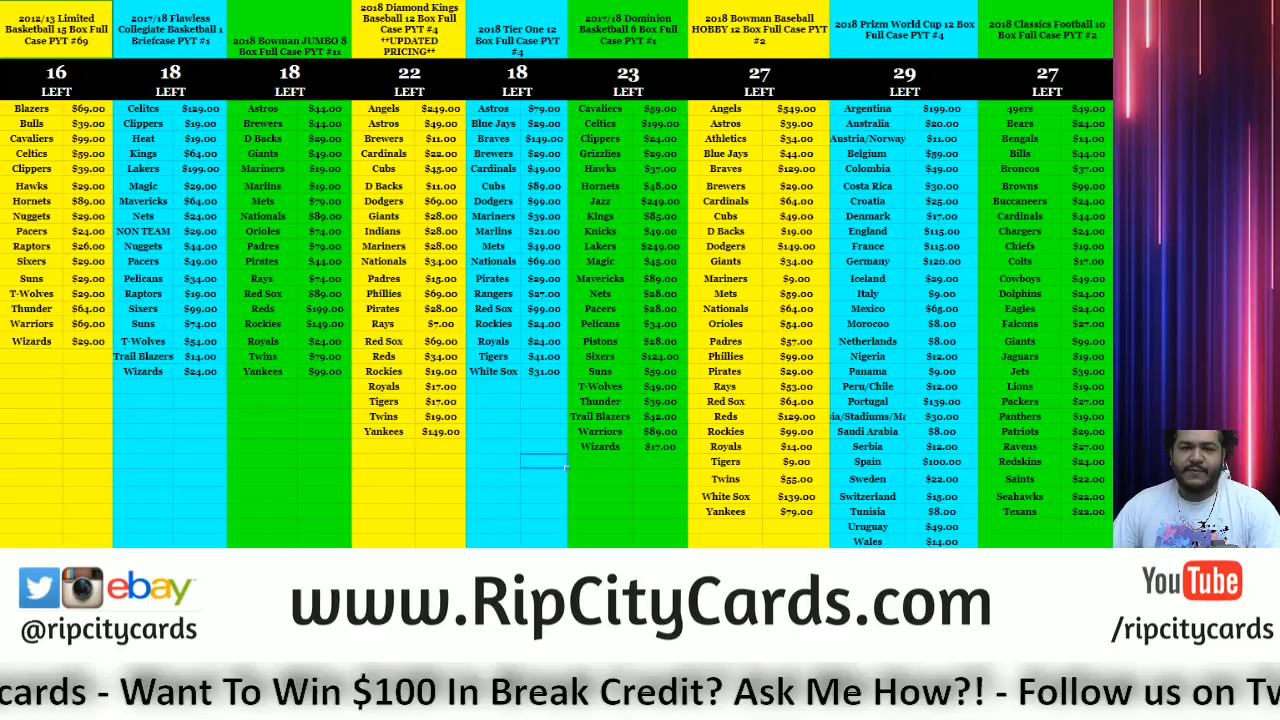 2012/13 Limited
Basketball 15 Box Full
Case PYT #69
16
LEFT
Blazers $69.00
Bulls $39.00
Cavaliers $99.00
Celtics $59.00
Clippers $39.00
Hawks $29.00
Hornets $89.00
Nuggets $29.00
Pacers $24.00
Raptors $26.00
Sixers $29.00
Suns $29.00
T-Wolves $29.00
Thunder $64.00
Warriors $69.00
Wizards $29.00
2017/18 Flawless
Collegiate Basketball 1
Briefcase PYT #1
18
LEFT
Celitcs $129.00
Clippers $19.00
Heat $19.00
Kings $64.00
Lakers $199.00
Magic $29.00
Mavericks $64.00
Nets $24.00
NON TEAM $29.00
Nuggets $44.00
Pacers $49.00
Pelicans $34.00
Raptors $19.00
Sixers $99.00
Suns $74.00
T-Wolves $54.00
Trail Blazers $14.00
Wizards $24.00
2018 Bowman JUMBO 8
Box Full Case PYT #11
18
LEFT
Astros $44.00
Brewers $44.00
D Backs $44.00
Giants $49.00
Mariners $19.00
Marlins $19.00
Mets $79.00
Nationals $89.00
Orioles $74.00
Padres $79.00
Pirates $44.00
Rays $74.00
Red Sox $89.00
Reds $199.00
Rockies $149.00
Royals $24.00
Twins $79.00
Yankees $99.00
2018 Diamond Kings
Baseball 12 Box Full
Case PYT #4
**UPDATED
PRICING**
22
LEFT
Angels $249.00
Astros $49.00
Brewers $11.00
Cardinals $22.00
Cubs $45.00
D Backs $11.00
Dodgers $69.00
Giants $28.00
Indians $28.00
Mariners $28.00
Nationals $34.00
Padres $15.00
Phillies $69.00
Pirates $28.00
Rays $7.00
Red Sox $69.00
Reds $34.00
Rockies $19.00
Royals $17.00
Tigers $17.00
Twins $19.00
Yankees $149.00
2018 Tier One 12
Box Full Case PYT
#4
18
LEFT
Astros $79.00
Blue Jays $29.00
Braves $149.00
Brewers $29.00
Cardinals $49.00
Cubs $89.00
Dodgers $99.00
Mariners $39.00
Marlins $21.00
Mets $49.00
Nationals $69.00
Pirates $29.00
Rangers $27.00
Red Sox $99.00
Rockies $24.00
Royals $24.00
Tigers $41.00
White Sox $31.00
2017/18 Dominion
Basketball 6 Box Full
Case PYT #1
23
LEFT
Cavaliers $59.00
Celtics $199.00
Clippers $24.00
Grizzlies $29.00
Hawks $37.00
Hornets $48.00
Jazz $249.00
Kings $85.00
Knicks $49.00
Lakers $249.00
Magic $45.00
Mavericks $89.00
Nets $28.00
Pacers $28.00
Pelicans $34.00
Pistons $28.00
Sixers $124.00
Suns $59.00
T-Wolves $49.00
Thunder $39.00
Trail Blazers $42.00
Warriors $89.00
Wizards $17.00
2018 Bowman Baseball
HOBBY 12 Box Full Case PYT
#2
27
LEFT
Angels $549.00
Astros $39.00
Athletics $34.00
Blue Jays $44.00
Braves $129.00
Brewers $29.00
Cardinals $64.00
Cubs $49.00
D Backs $19.00
Dodgers $149.00
Giants $34.00
Mariners $9.00
Mets $59.00
Nationals $64.00
Orioles $54.00
Padres $57.00
Phillies $99.00
Pirates $29.00
Rays $53.00
Red Sox $64.00
Reds $129.00
Rockies $99.00
Royals $14.00
Tigers $9.00
Twins $55.00
White Sox $139.00
Yankees $79.00
2018 Prizm World Cup 12 Box
Full Case PYT #4
29
LEFT
Argentina $199.00
Australia $20.00
Austria/Norway $11.00
Belgium $59.00
Colombia $49.00
Costa Rica $30.00
Croatia $25.00
Denmark $17.00
England $115.00
France $115.00
Germany $120.00
Iceland $29.00
Italy $9.00
Mexico $65.00
Morocoo $8.00
Netherlands $8.00
Nigeria $12.00
Panama $9.00
Peru/Chile $12.00
Portugal $139.00
ia/Stadiums/Ma $30.00
Saudi Arabia $8.00
Serbia $12.00
Spain $100.00
Sweden $22.00
Switzerland $15.00
Tunisia $8.00
Uruguay $49.00
Wales $14.00
2018 Classics Football 10
Box Full Case PYT #2
27
LEFT
49ers $49.00
Bears $24.00
Bengals $14.00
Bills $44.00
Broncos $37.00
Browns $99.00
Buccaneers $24.00
Cardinals $44.00
Chargers $24.00
Chiefs $19.00
Colts $17.00
Cowboys $49.00
Dolphins $24.00
Eagles $24.00
Falcons $27.00
Giants $99.00
Jaguars $19.00
Jets $39.00
Lions $19.00
Packers $27.00
Panthers $19.00
Patriots $29.00
Ravens $27.00
Redskins $24.00
Saints $22.00
Seahawks $22.00
Texans $22.00
ebay
@ripcitycards
www.RipCityCards.com
YouTube
/ripcitycards
cards - Want To Win $100 In Break Credit? Ask Me How?! - Follow us on Tw